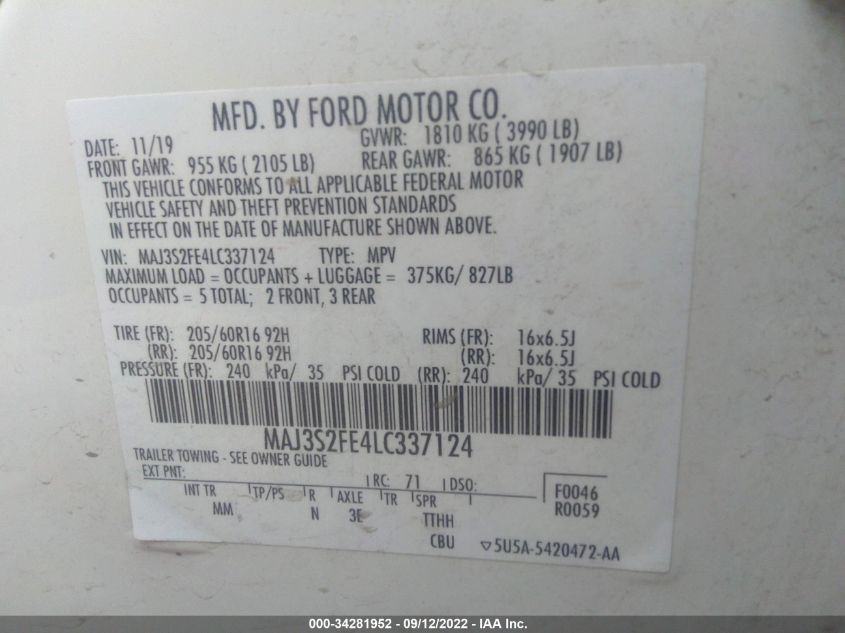 MFD. BY FORD MOTOR CO.
DATE: 11/19 GVWR: 1810 KG ( 3990 LB)
FRONT GAWR: 955 KG ( 2105 LB) REAR GAWR: 865 KG ( 1907 LB)
THIS VEHICLE CONFORMS TO ALL APPLICABLE FEDERAL MOTOR
VEHICLE SAFETY AND THEFT PREVENTION STANDARDS
IN EFFECT ON THE DATE OF MANUFACTURE SHOWN ABOVE.
VIN: MAJ3S2FE4LC337124 TYPE: MPV
MAXIMUM LOAD = OCCUPANTS + LUGGAGE = 375KG/ 827LB
OCCUPANTS = 5 TOTAL; 2 FRONT, 3 REAR
TIRE (FR): 205/60R16 92H RIMS (FR): 16x6.5J
(RR): 205/60R16 92H (RR): 16x6.5J
PRESSURE (FR): 240 kPa/ 35 PSI COLD (RR): 240 kPa/ 35 PSI COLD
MAJ3S2FE4LC337124
TRAILER TOWING - SEE OWNER GUIDE
EXT PNT: RC: 71 DSO: F0046
INT TR TP/PS R AXLE TR SPR R0059
MM N 3E TTHH
CBU ▽5U5A-5420472-AA
000-34281952 - 09/12/2022 - IAA Inc.